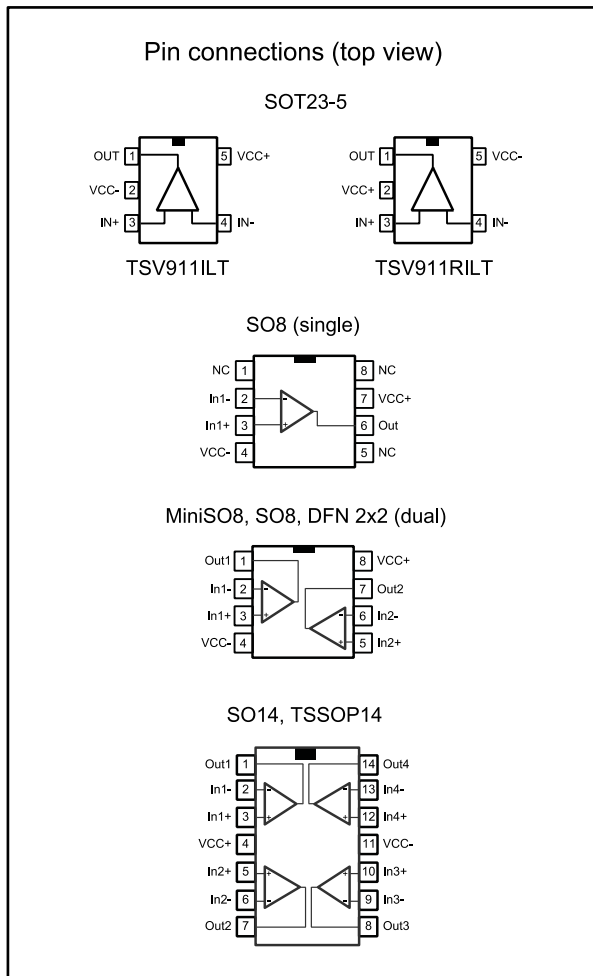 Pin connections (top view)
SOT23-5
OUT 1 5 VCC+
VCC- 2
IN+ 3 4 IN-
TSV911ILT
OUT 1 5 VCC-
VCC+ 2
IN+ 3 4 IN-
TSV911RILT
SO8 (single)
NC 1 8 NC
In1- 2 - 7 VCC+
In1+ 3 + 6 Out
VCC- 4 5 NC
MiniSO8, SO8, DFN 2x2 (dual)
Out1 1 8 VCC+
In1- 2 - 7 Out2
In1+ 3 + - 6 In2-
VCC- 4 + 5 In2+
SO14, TSSOP14
Out1 1 14 Out4
In1- 2 - - 13 In4-
In1+ 3 + + 12 In4+
VCC+ 4 11 VCC-
In2+ 5 + + 10 In3+
In2- 6 - - 9 In3-
Out2 7 8 Out3